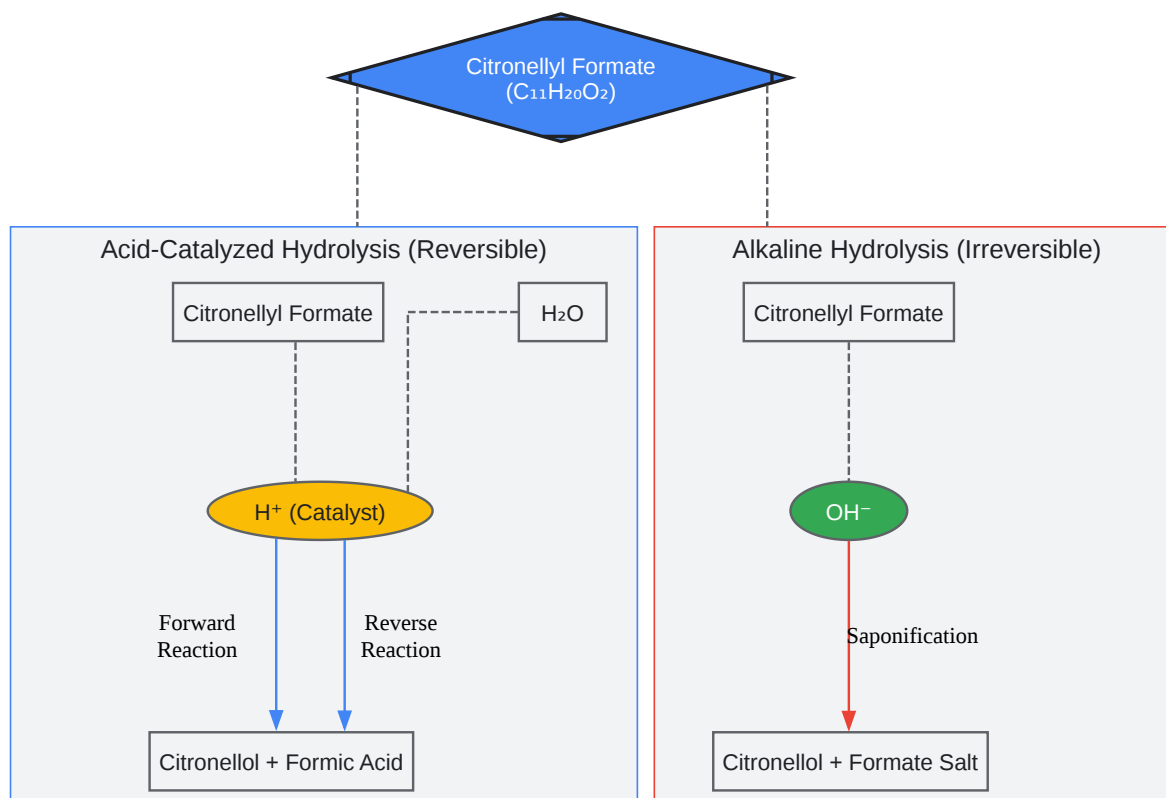 Citronellyl Formate
(C₁₁H₂₀O₂)
Acid-Catalyzed Hydrolysis (Reversible)
Citronellyl Formate
H₂O
H⁺ (Catalyst)
Forward
Reaction
Reverse
Reaction
Citronellol + Formic Acid
Alkaline Hydrolysis (Irreversible)
Citronellyl Formate
OH⁻
Saponification
Citronellol + Formate Salt